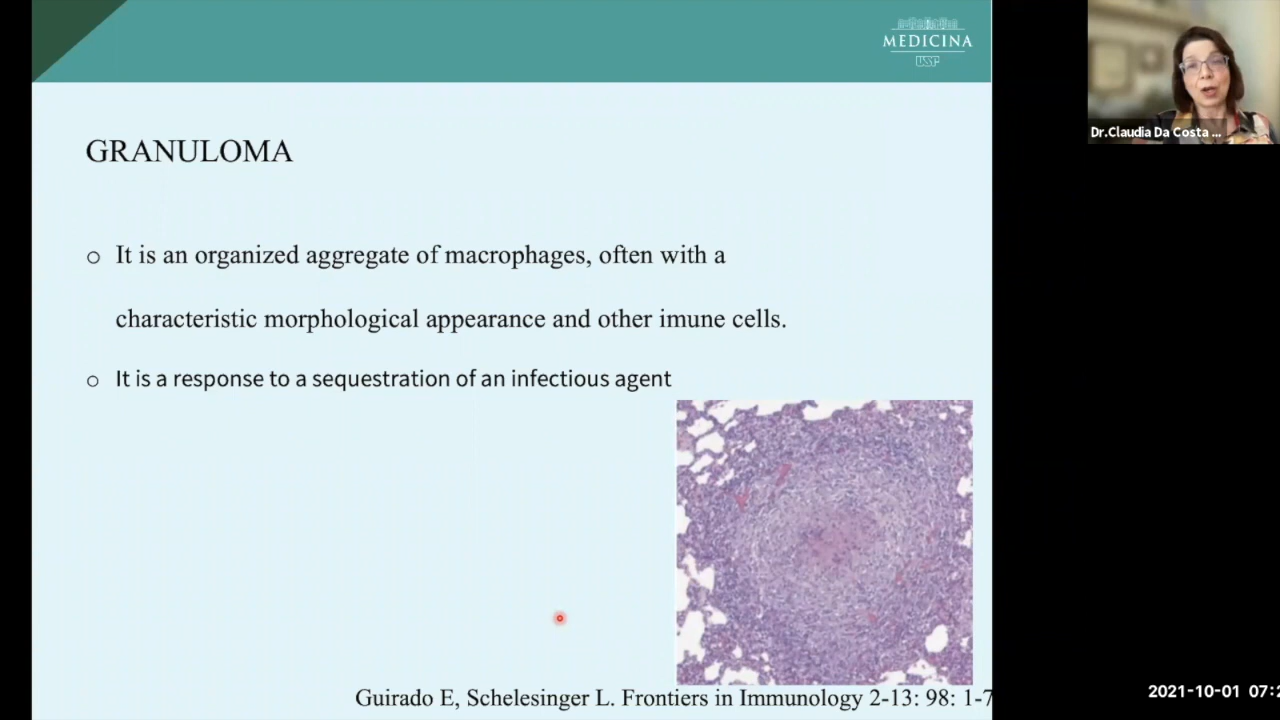 MEDICINA
USP
Dr.Claudia Da Costa ...
GRANULOMA
It is an organized aggregate of macrophages, often with a
characteristic morphological appearance and other imune cells.
It is a response to a sequestration of an infectious agent
Guirado E, Schelesinger L. Frontiers in Immunology 2-13: 98: 1-7
2021-10-01 07:2